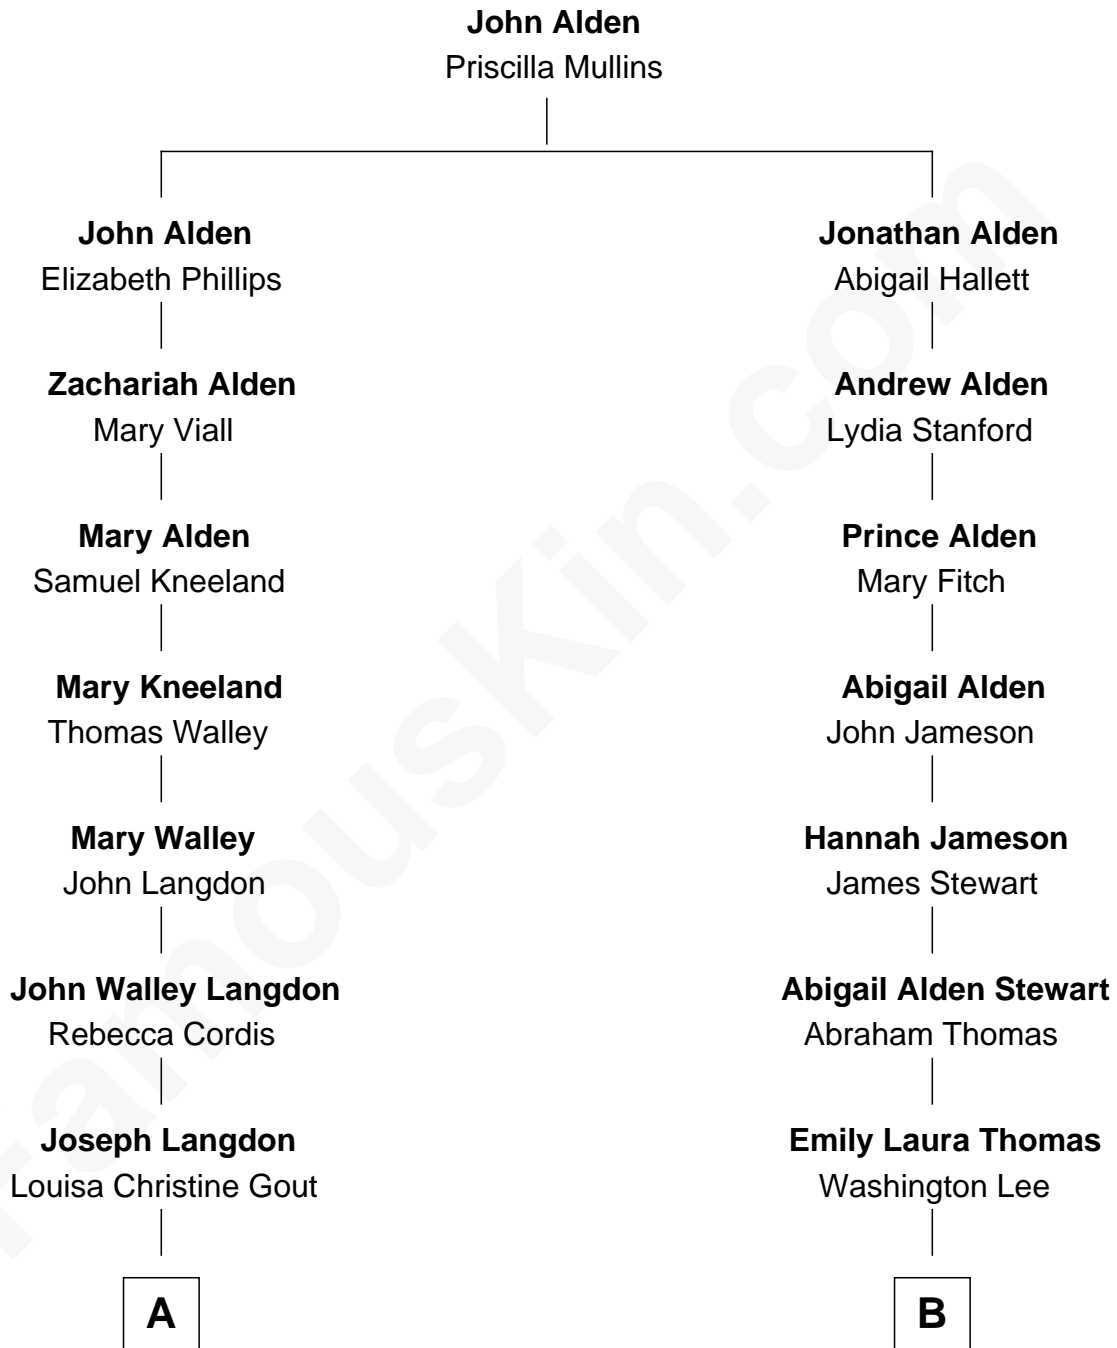 John Alden
Priscilla Mullins
John Alden
Elizabeth Phillips
Zachariah Alden
Mary Viall
Mary Alden
Samuel Kneeland
Mary Kneeland
Thomas Walley
Mary Walley
John Langdon
John Walley Langdon
Rebecca Cordis
Joseph Langdon
Louisa Christine Gout
A
Jonathan Alden
Abigail Hallett
Andrew Alden
Lydia Stanford
Prince Alden
Mary Fitch
Abigail Alden
John Jameson
Hannah Jameson
James Stewart
Abigail Alden Stewart
Abraham Thomas
Emily Laura Thomas
Washington Lee
B
FamousKin.com